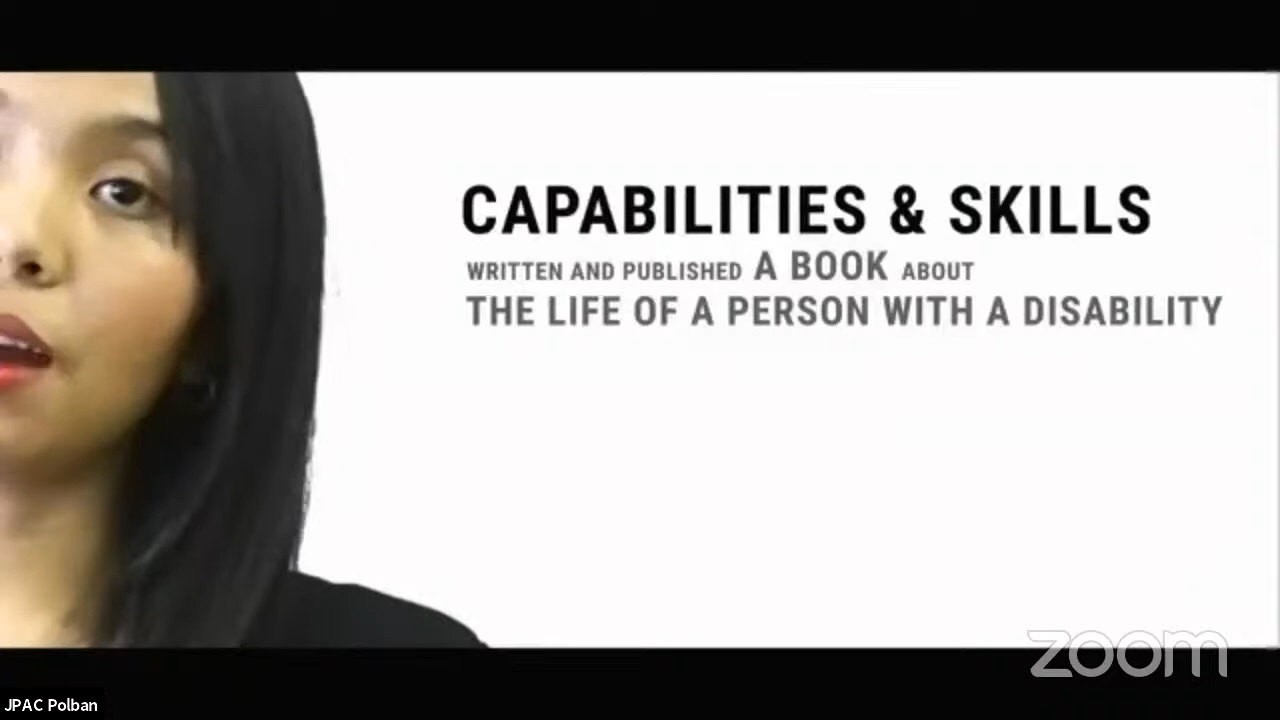 CAPABILITIES & SKILLS
WRITTEN AND PUBLISHED A BOOK ABOUT
THE LIFE OF A PERSON WITH A DISABILITY
zoom
JPAC Polban